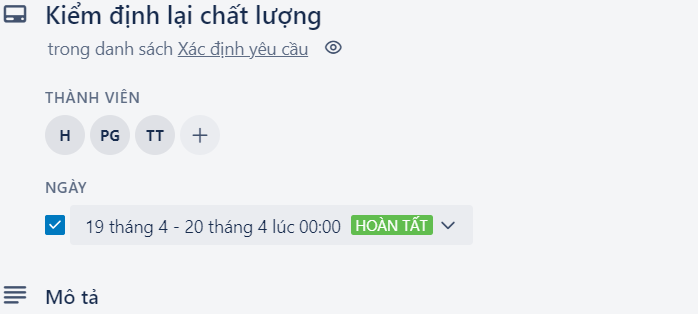 Kiểm định lại chất lượng
trong danh sách Xác định yêu cầu
THÀNH VIÊN
H PG TT
NGÀY
19 tháng 4 - 20 tháng 4 lúc 00:00 HOÀN TẤT
Mô tả